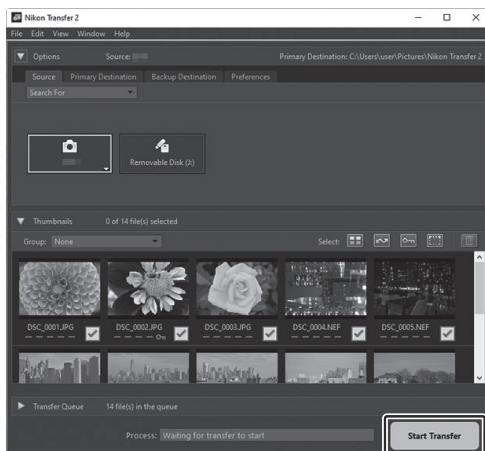 Nikon Transfer 2
File Edit View Window Help
Options Source: Primary Destination: C:\Users\user\Pictures\Nikon Transfer 2
Source Primary Destination Backup Destination Preferences
Search For
Removable Disk (J:)
Thumbnails 0 of 14 file(s) selected
Group: None Select:
DSC_0001.JPG DSC_0002.JPG DSC_0003.JPG DSC_0004.NEF DSC_0005.NEF
Transfer Queue 14 file(s) in the queue
Process: Waiting for transfer to start Start Transfer